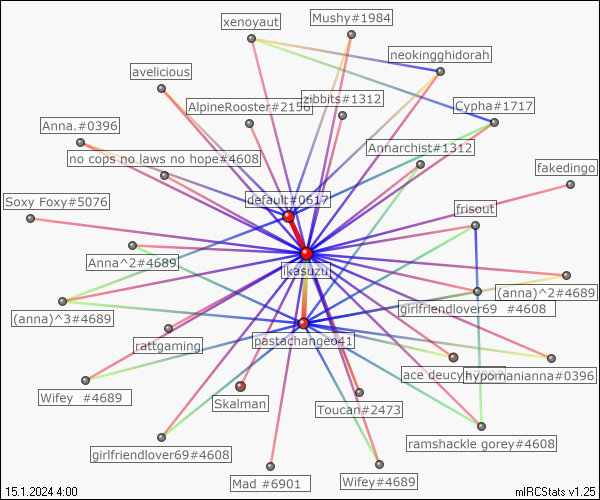 Mushy#1984
xenoyaut
neokingghidorah
avelicious
zibbits#1312
AlpineRooster#2156
Cypha#1717
Anna.#0396
Annarchist#1312
no cops no laws no hope#4608
fakedingo
default#0617
Soxy Foxy#5076
frisout
Anna^2#4689
ikasuzu
(anna)^2#4689
girlfriendlover69 #4608
(anna)^3#4689
rattgaming
pastachangeo41
ace deucy
hypomanianna#0396
Wifey #4689
Skalman
Toucan#2473
ramshackle gorey#4608
girlfriendlover69#4608
Mad #6901
Wifey#4689
15.1.2024 4:00
mIRCStats v1.25